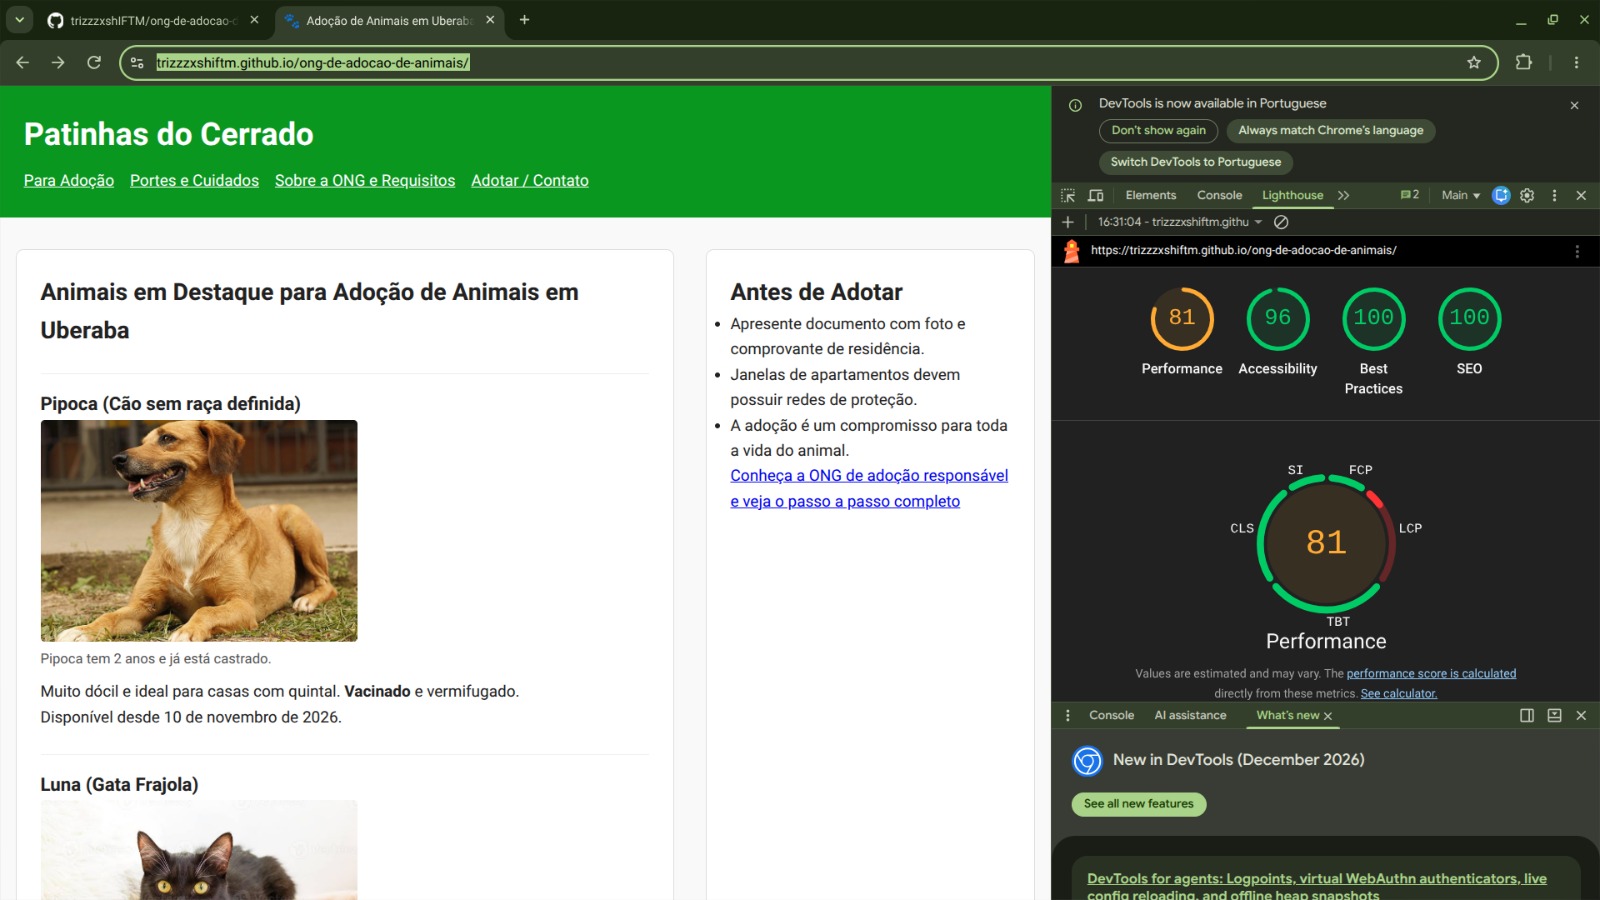 trizzzxshIFTM/ong-de-adocao-d
Adoção de Animais em Uberaba
trizzzxshiftm.github.io/ong-de-adocao-de-animais/
Patinhas do Cerrado
Para Adoção Portes e Cuidados Sobre a ONG e Requisitos Adotar / Contato
Animais em Destaque para Adoção de Animais em
Uberaba
Pipoca (Cão sem raça definida)
Pipoca tem 2 anos e já está castrado.
Muito dócil e ideal para casas com quintal. Vacinado e vermifugado.
Disponível desde 10 de novembro de 2026.
Luna (Gata Frajola)
Antes de Adotar
Apresente documento com foto e
comprovante de residência.
Janelas de apartamentos devem
possuir redes de proteção.
A adoção é um compromisso para toda
a vida do animal.
Conheça a ONG de adoção responsável
e veja o passo a passo completo
DevTools is now available in Portuguese
Don't show again Always match Chrome's language
Switch DevTools to Portuguese
Elements Console Lighthouse 2 Main
16:31:04 - trizzzxshiftm.githu
https://trizzzxshiftm.github.io/ong-de-adocao-de-animais/
81 96 100 100
Performance Accessibility Best Practices SEO
SI FCP
CLS LCP
81
TBT
Performance
Values are estimated and may vary. The performance score is calculated
directly from these metrics. See calculator.
Console AI assistance What's new
New in DevTools (December 2026)
See all new features
DevTools for agents: Logpoints, virtual WebAuthn authenticators, live
config reloading, and offline heap snapshots